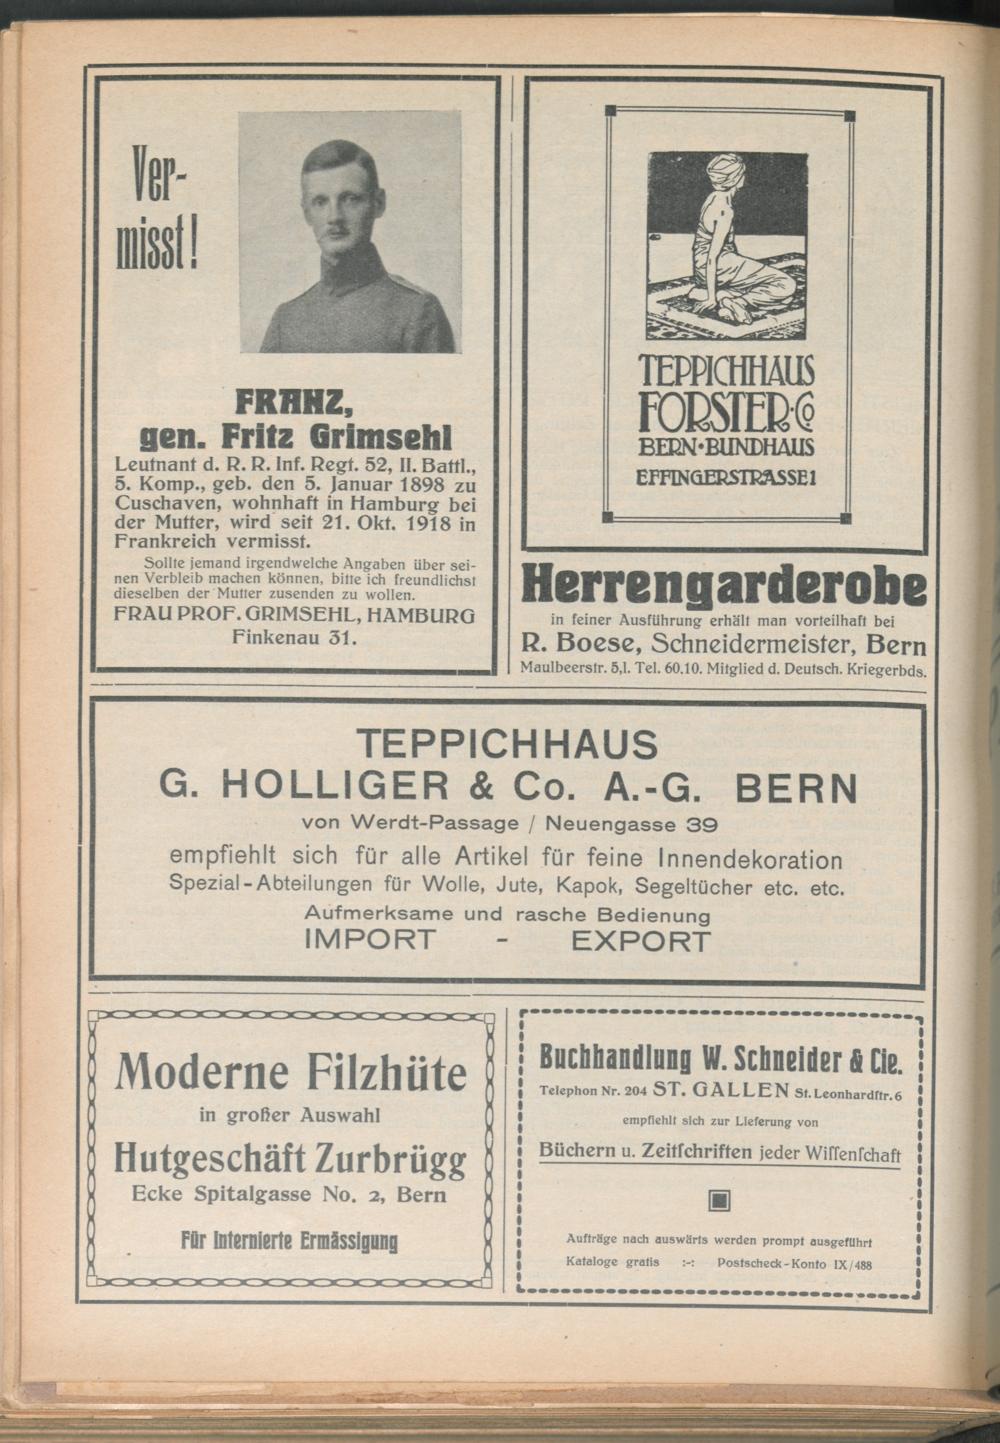 Ver-
misst!
FRANZ,
gen. Fritz Grimsehl
Leutnant d. R. R. Inf. Regt. 52, II. Battl.,
5. Komp., geb. den 5. Januar 1898 zu
Cuschaven, wohnhaft in Hamburg bei
der Mutter, wird seit 21. Okt. 1918 in
Frankreich vermisst.
Sollte jemand irgendwelche Angaben über sei-
nen Verbleib machen können, bitte ich freundlichst
dieselben der Mutter zusenden zu wollen.
FRAU PROF. GRIMSEHL, HAMBURG
Finkenau 31.
TEPPICHHAUS
FORSTER & Co
BERN • BUNDHAUS
EFFINGERSTRASSE 1
Herrengarderobe
in feiner Ausführung erhält man vorteilhaft bei
R. Boese, Schneidermeister, Bern
Maulbeerstr. 5,I. Tel. 60.10. Mitglied d. Deutsch. Kriegerbds.
TEPPICHHAUS
G. HOLLIGER & Co. A.-G. BERN
von Werdt-Passage / Neuengasse 39
empfiehlt sich für alle Artikel für feine Innendekoration
Spezial-Abteilungen für Wolle, Jute, Kapok, Segeltücher etc. etc.
Aufmerksame und rasche Bedienung
IMPORT - EXPORT
Moderne Filzhüte
in großer Auswahl
Hutgeschäft Zurbrügg
Ecke Spitalgasse No. 2, Bern
Für Internierte Ermässigung
Buchhandlung W. Schneider & Cie.
Telephon Nr. 204 ST. GALLEN St. Leonhardſtr. 6
empfiehlt sich zur Lieferung von
Büchern u. Zeitſchriften jeder Wiſſenſchaft
Aufträge nach auswärts werden prompt ausgeführt
Kataloge gratis :-: Postscheck-Konto IX/488